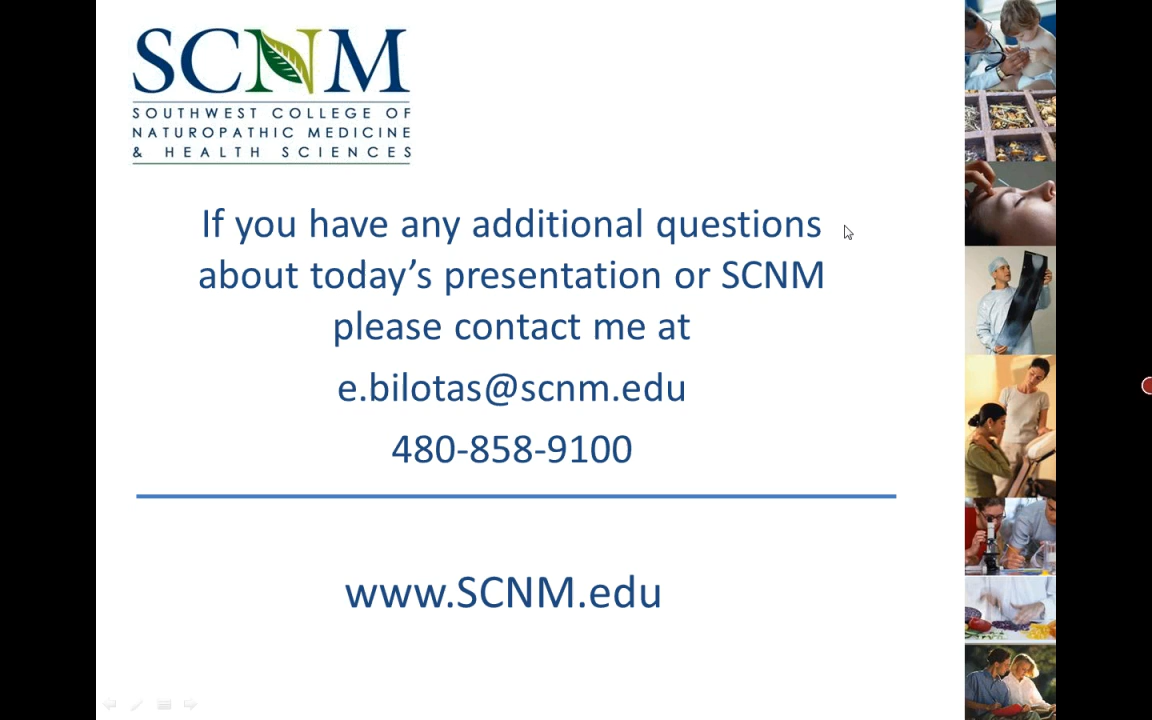 SCNM
SOUTHWEST COLLEGE OF
NATUROPATHIC MEDICINE
& HEALTH SCIENCES
If you have any additional questions
about today’s presentation or SCNM
please contact me at
e.bilotas@scnm.edu
480-858-9100
www.SCNM.edu